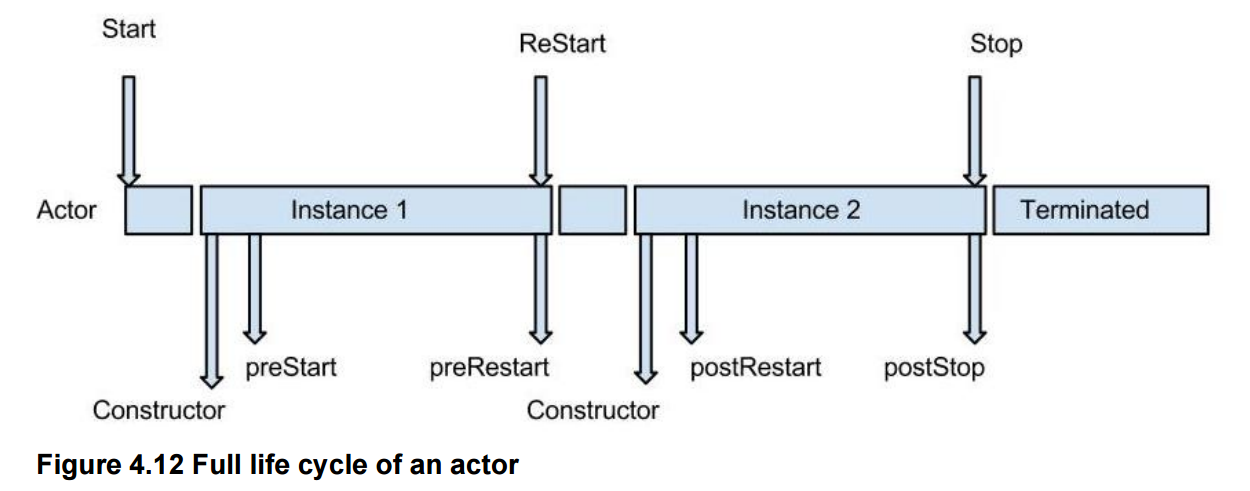 Start
ReStart
Stop
Actor
Instance 1
Instance 2
Terminated
preStart
preRestart
postRestart
postStop
Constructor
Constructor
Figure 4.12 Full life cycle of an actor